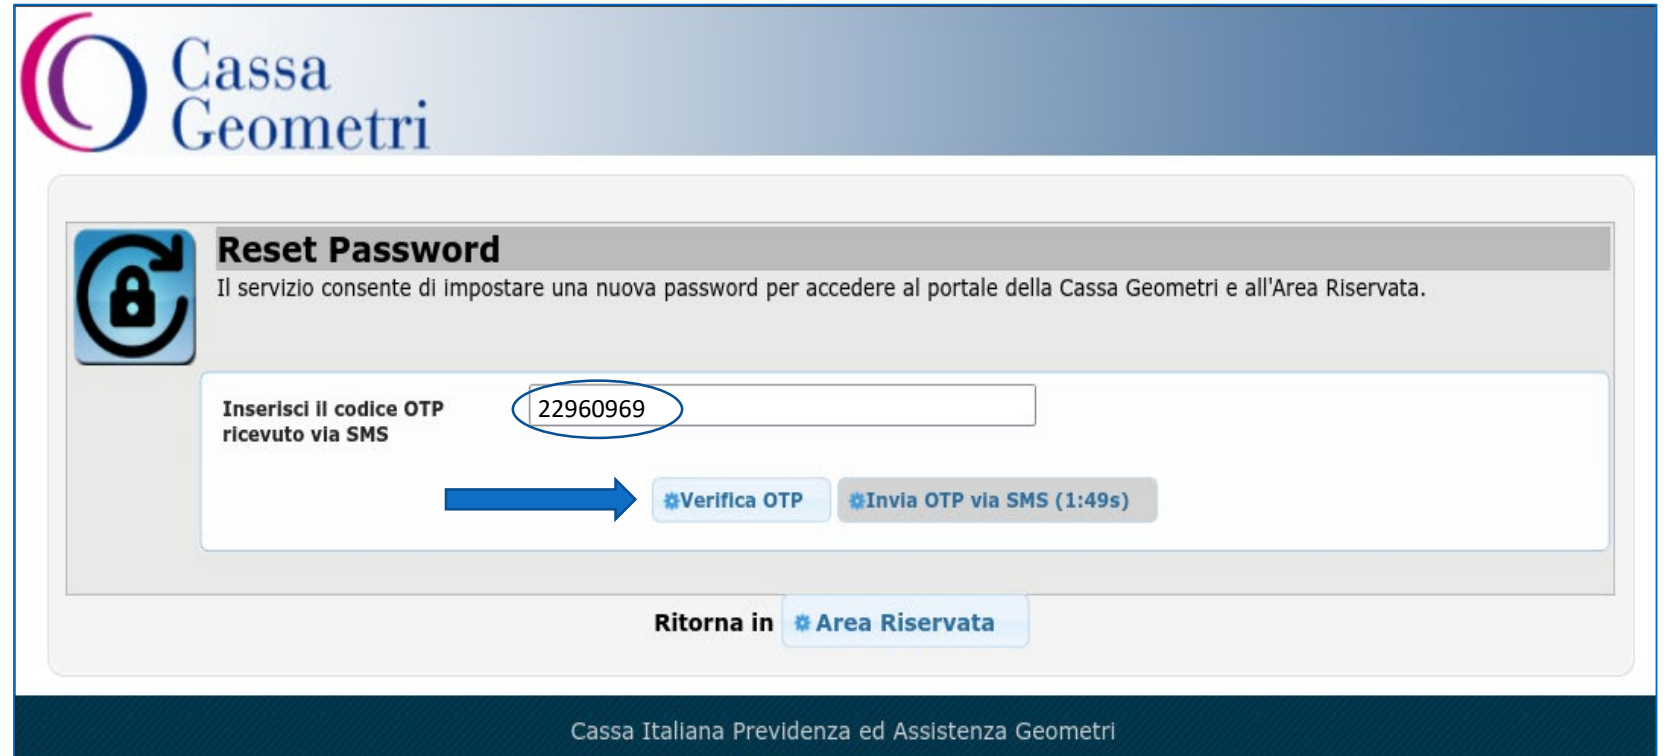 Cassa
Geometri
Reset Password
Il servizio consente di impostare una nuova password per accedere al portale della Cassa Geometri e all'Area Riservata.
Inserisci il codice OTP
ricevuto via SMS
22960969
Verifica OTP
Invia OTP via SMS (1:49s)
Ritorna in Area Riservata
Cassa Italiana Previdenza ed Assistenza Geometri